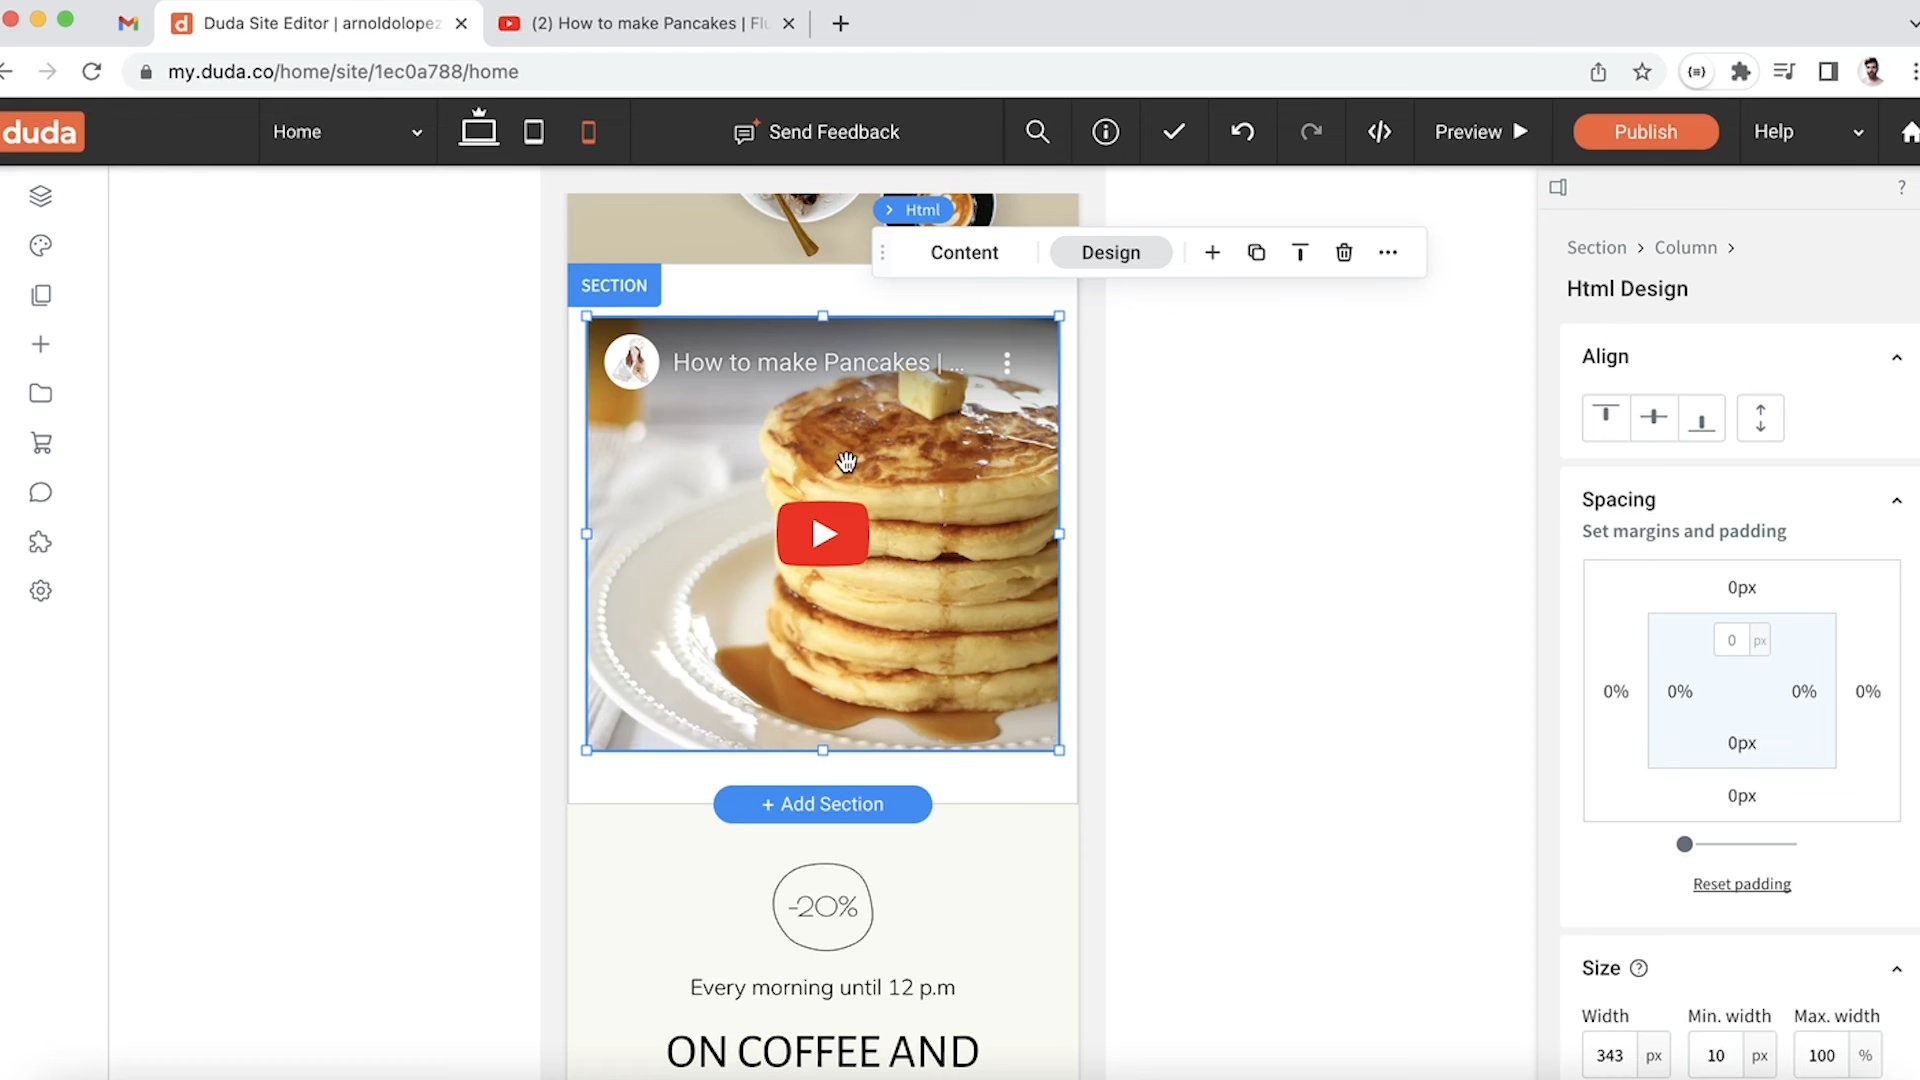 Duda Site Editor | arnoldolopez
(2) How to make Pancakes | Flu
my.duda.co/home/site/1ec0a788/home
duda
Home
Send Feedback
Preview
Publish
Help
Html
Content
Design
SECTION
How to make Pancakes | ...
+ Add Section
-20%
Every morning until 12 p.m
ON COFFEE AND
?
Section > Column >
Html Design
Align
Spacing
Set margins and padding
0px
0 px
0% 0% 0% 0%
0px
0px
Reset padding
Size ?
Width Min. width Max. width
343 px 10 px 100 %